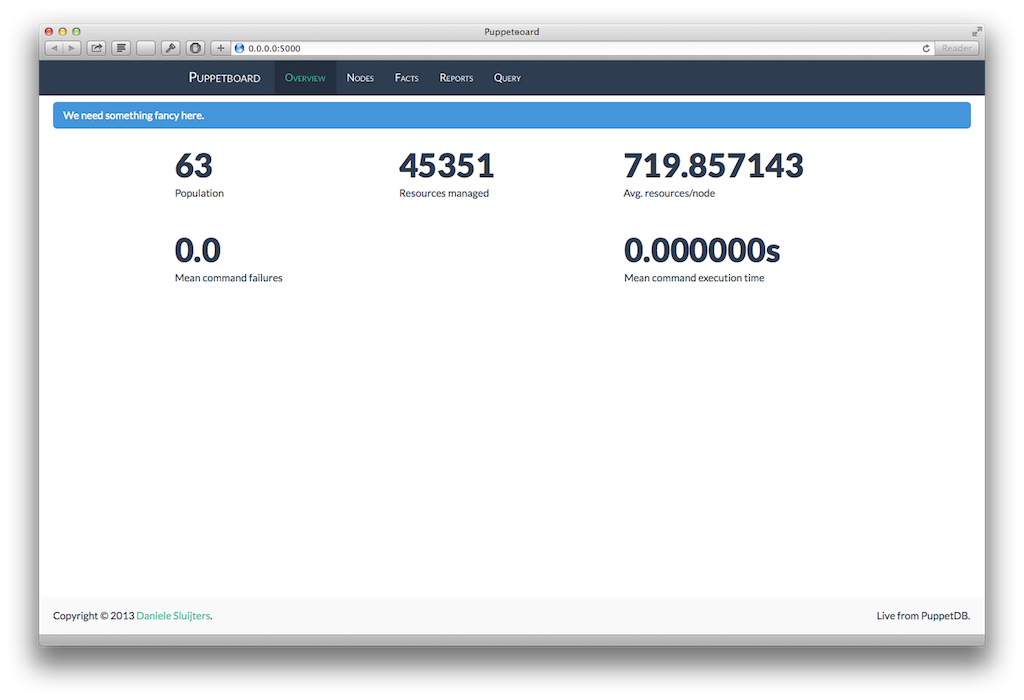 Puppetboard
0.0.0.0:5000 Reader
Puppetboard Overview Nodes Facts Reports Query
We need something fancy here.
63 45351 719.857143
Population Resources managed Avg. resources/node
0.0 0.000000s
Mean command failures Mean command execution time
Copyright © 2013 Daniele Sluijters. Live from PuppetDB.